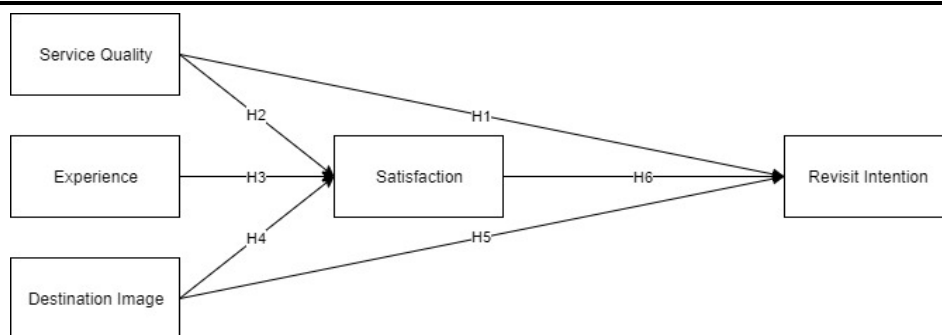 Service Quality
H2
H1
Experience
H3
Satisfaction
H6
Revisit Intention
H4
H5
Destination Image